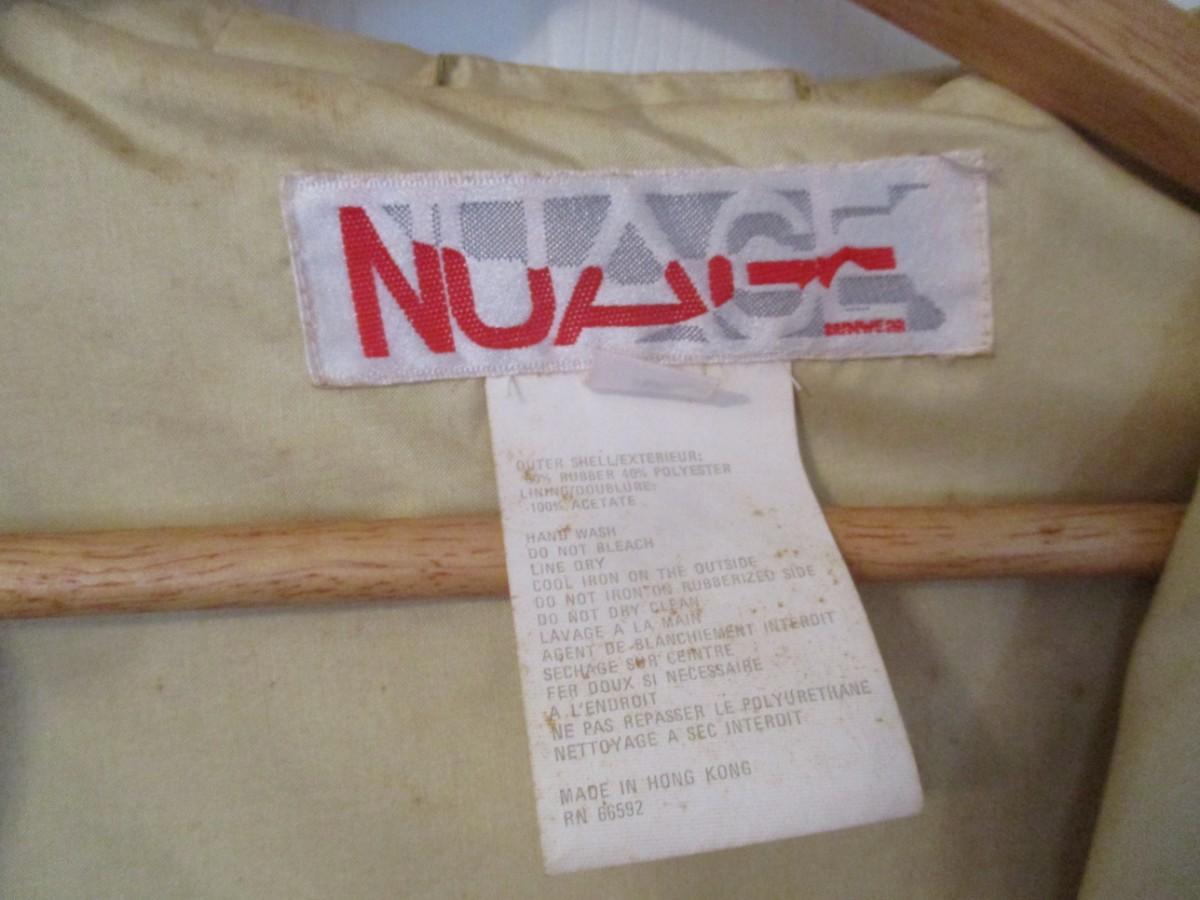 NUAGE
RAINWEAR
OUTER SHELL/EXTERIEUR:
60% RUBBER 40% POLYESTER
LINING/DOUBLURE:
100% ACETATE
HAND WASH
DO NOT BLEACH
LINE DRY
COOL IRON ON THE OUTSIDE
DO NOT IRON ON RUBBERIZED SIDE
DO NOT DRY CLEAN
LAVAGE A LA MAIN
AGENT DE BLANCHIEMENT INTERDIT
SECHAGE SUR CEINTRE
FER DOUX SI NECESSAIRE
A L'ENDROIT
NE PAS REPASSER LE POLYURETHANE
NETTOYAGE A SEC INTERDIT
MADE IN HONG KONG
RN 66592